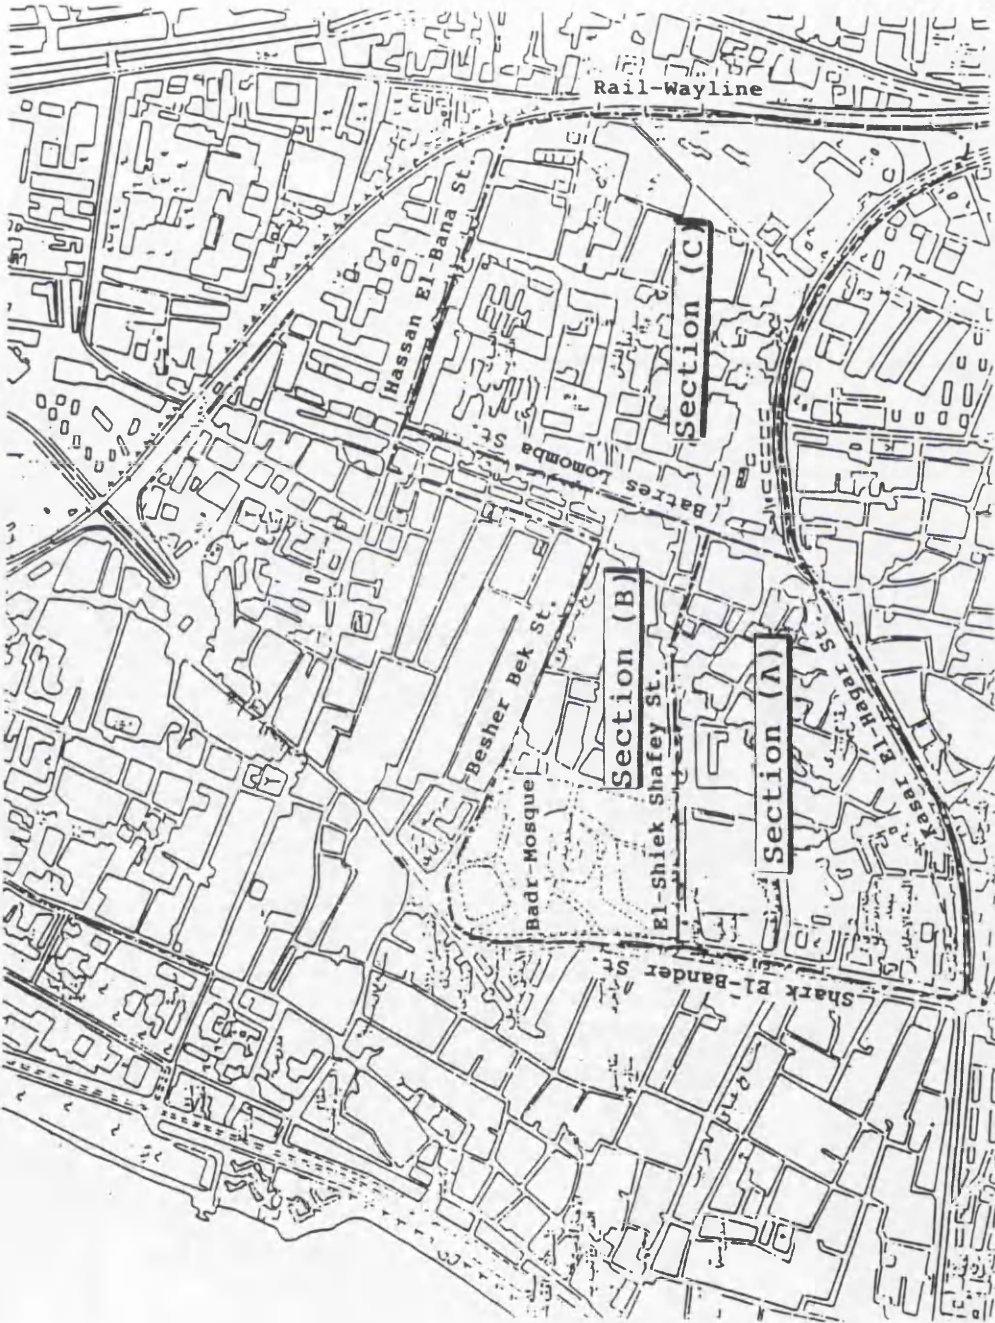 Rail-Wayline
Hassan El-Bana St.
Section (C)
Batres Lomomba St.
Besher Bek St.
Section (B)
El-Shiek Shafey St.
Badr-Mosque
Section (A)
Kasar El-Hagar St.
Shark El-Bander St.